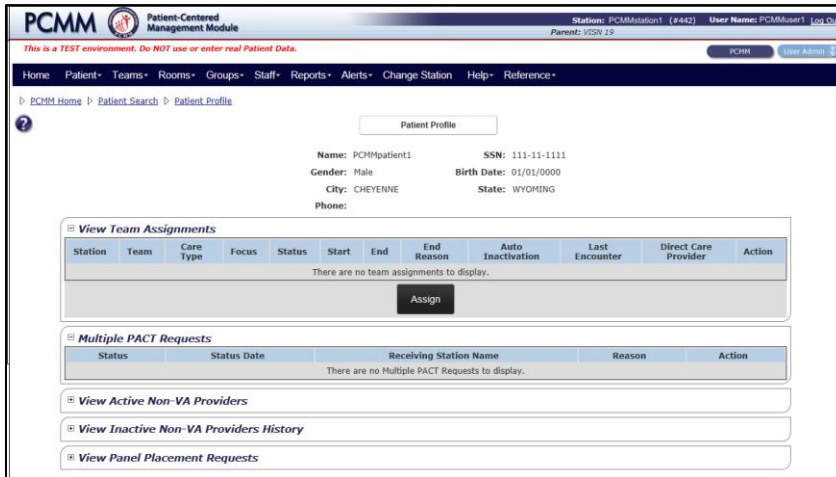 PCMM Patient-Centered Management Module
Station: PCMMstation1 (#442) User Name: PCMMuser1 Log Ou
Parent: VISN 19
This is a TEST environment. Do NOT use or enter real Patient Data.
PCMM User Admin
Home Patient Teams Rooms Groups Staff Reports Alerts Change Station Help Reference
PCMM Home Patient Search Patient Profile
?
Patient Profile
Name: PCMMpatient1 SSN: 111-11-1111
Gender: Male Birth Date: 01/01/0000
City: CHEYENNE State: WYOMING
Phone:
View Team Assignments
Station Team Care Type Focus Status Start End End Reason Auto Inactivation Last Encounter Direct Care Provider Action
There are no team assignments to display.
Assign
Multiple PACT Requests
Status Status Date Receiving Station Name Reason Action
There are no Multiple PACT Requests to display.
View Active Non-VA Providers
View Inactive Non-VA Providers History
View Panel Placement Requests